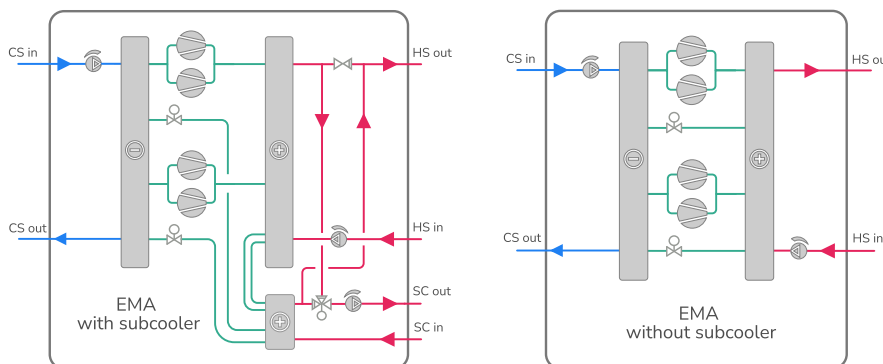 CS in
HS out
CS out
HS in
SC out
SC in
EMA
with subcooler
CS in
HS ou
CS out
HS in
EMA
without subcooler